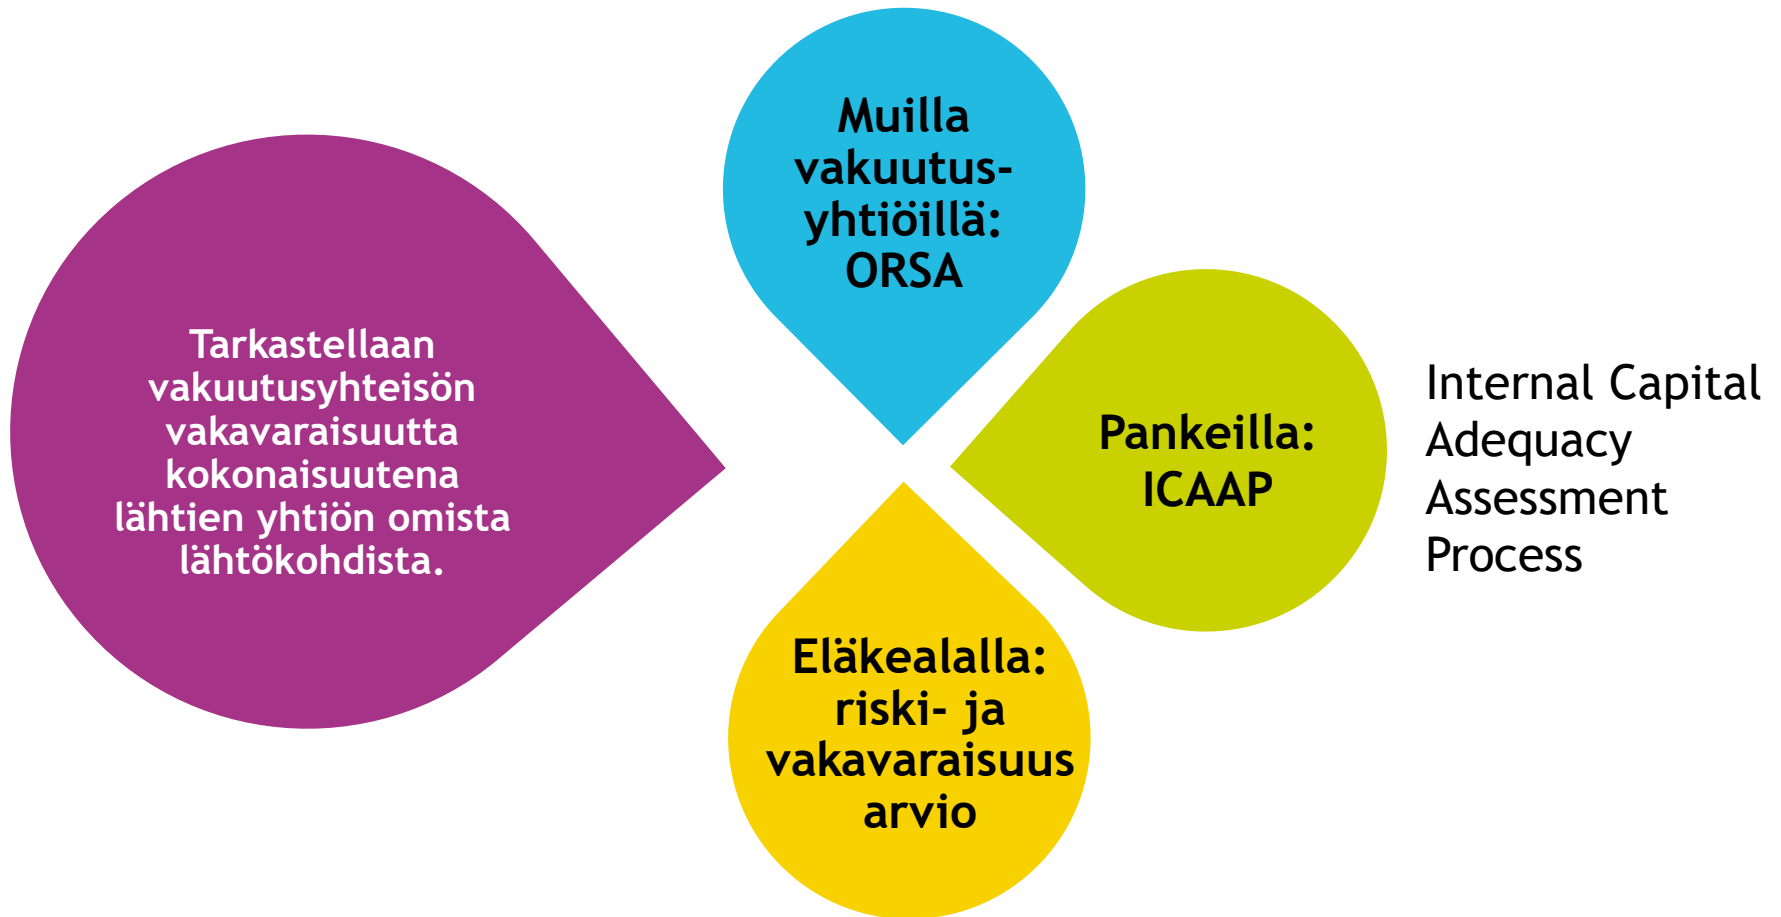 Tarkastellaan
vakuutusyhteisön
vakavaraisuutta
kokonaisuutena
lähtien yhtiön omista
lähtökohdista.
Muilla
vakuutus-
yhtiöillä:
ORSA
Pankeilla:
ICAAP
Internal Capital
Adequacy
Assessment
Process
Eläkealalla:
riski- ja
vakavaraisuus
arvio